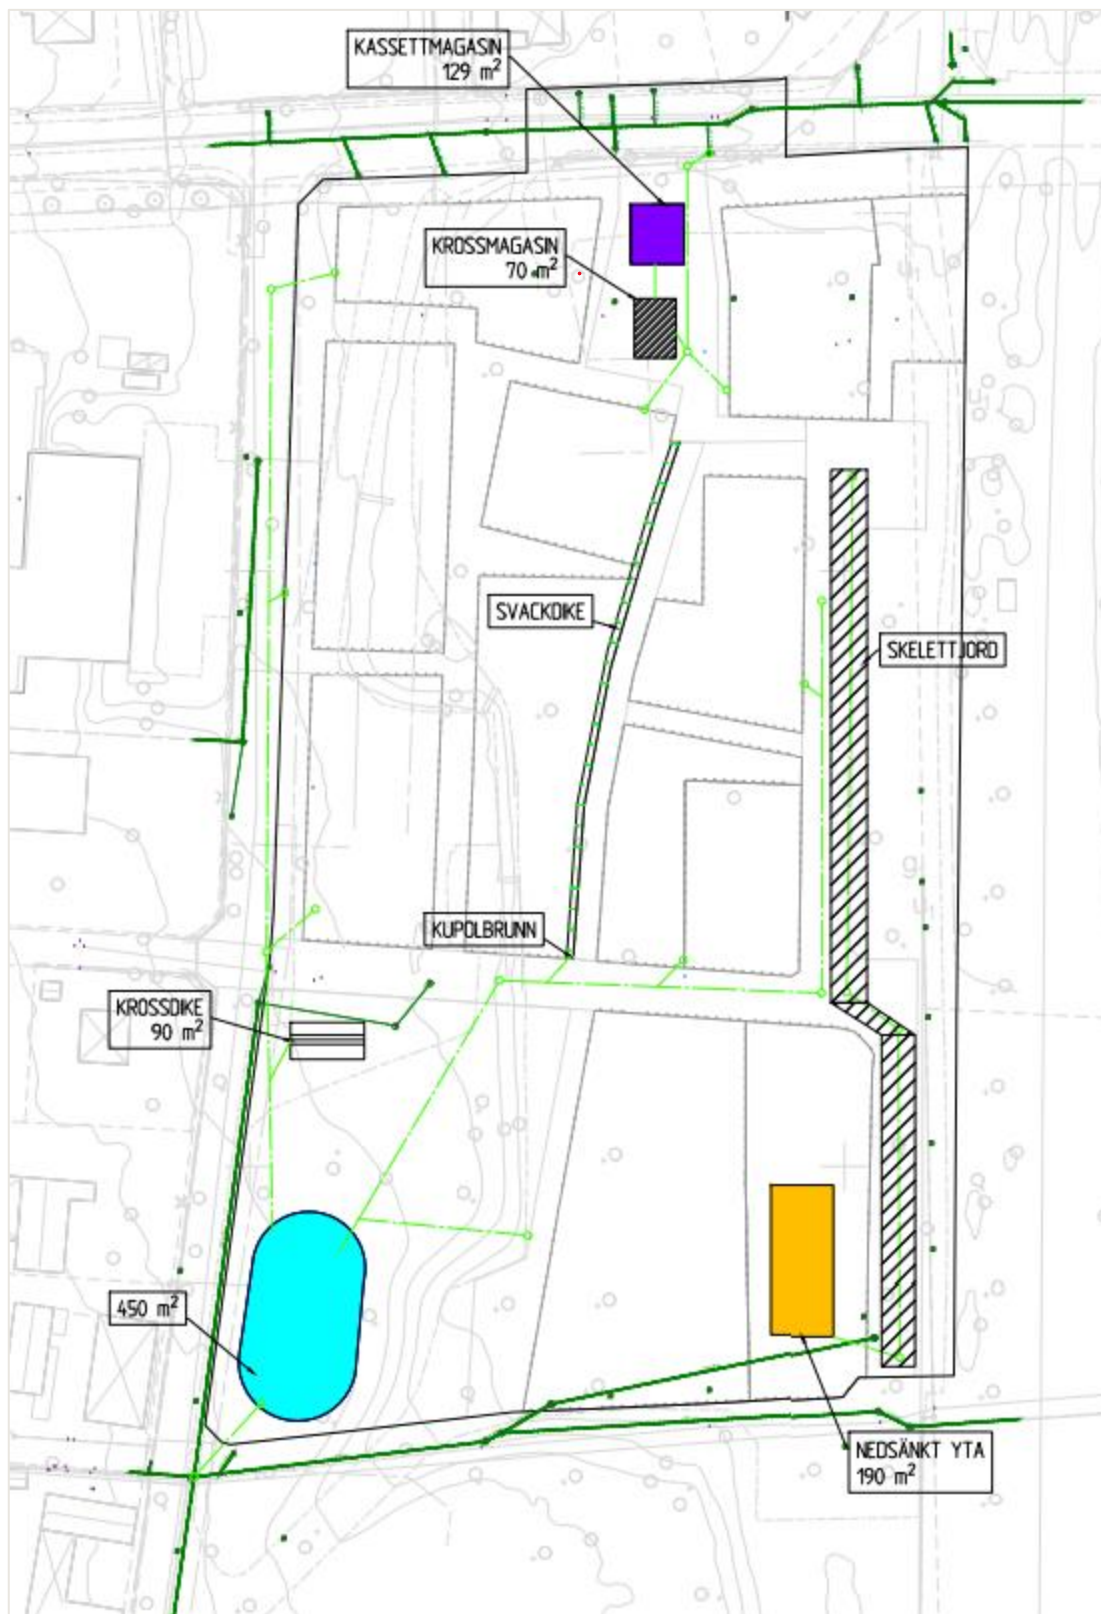 KASSETTMAGASIN
129 m²
KROSSMAGASIN
70 m²
SVACKDIKE
SKELETTJORD
KUPOLBRUNN
KROSSDIKE
90 m²
450 m²
NEDSÄNKT YTA
190 m²